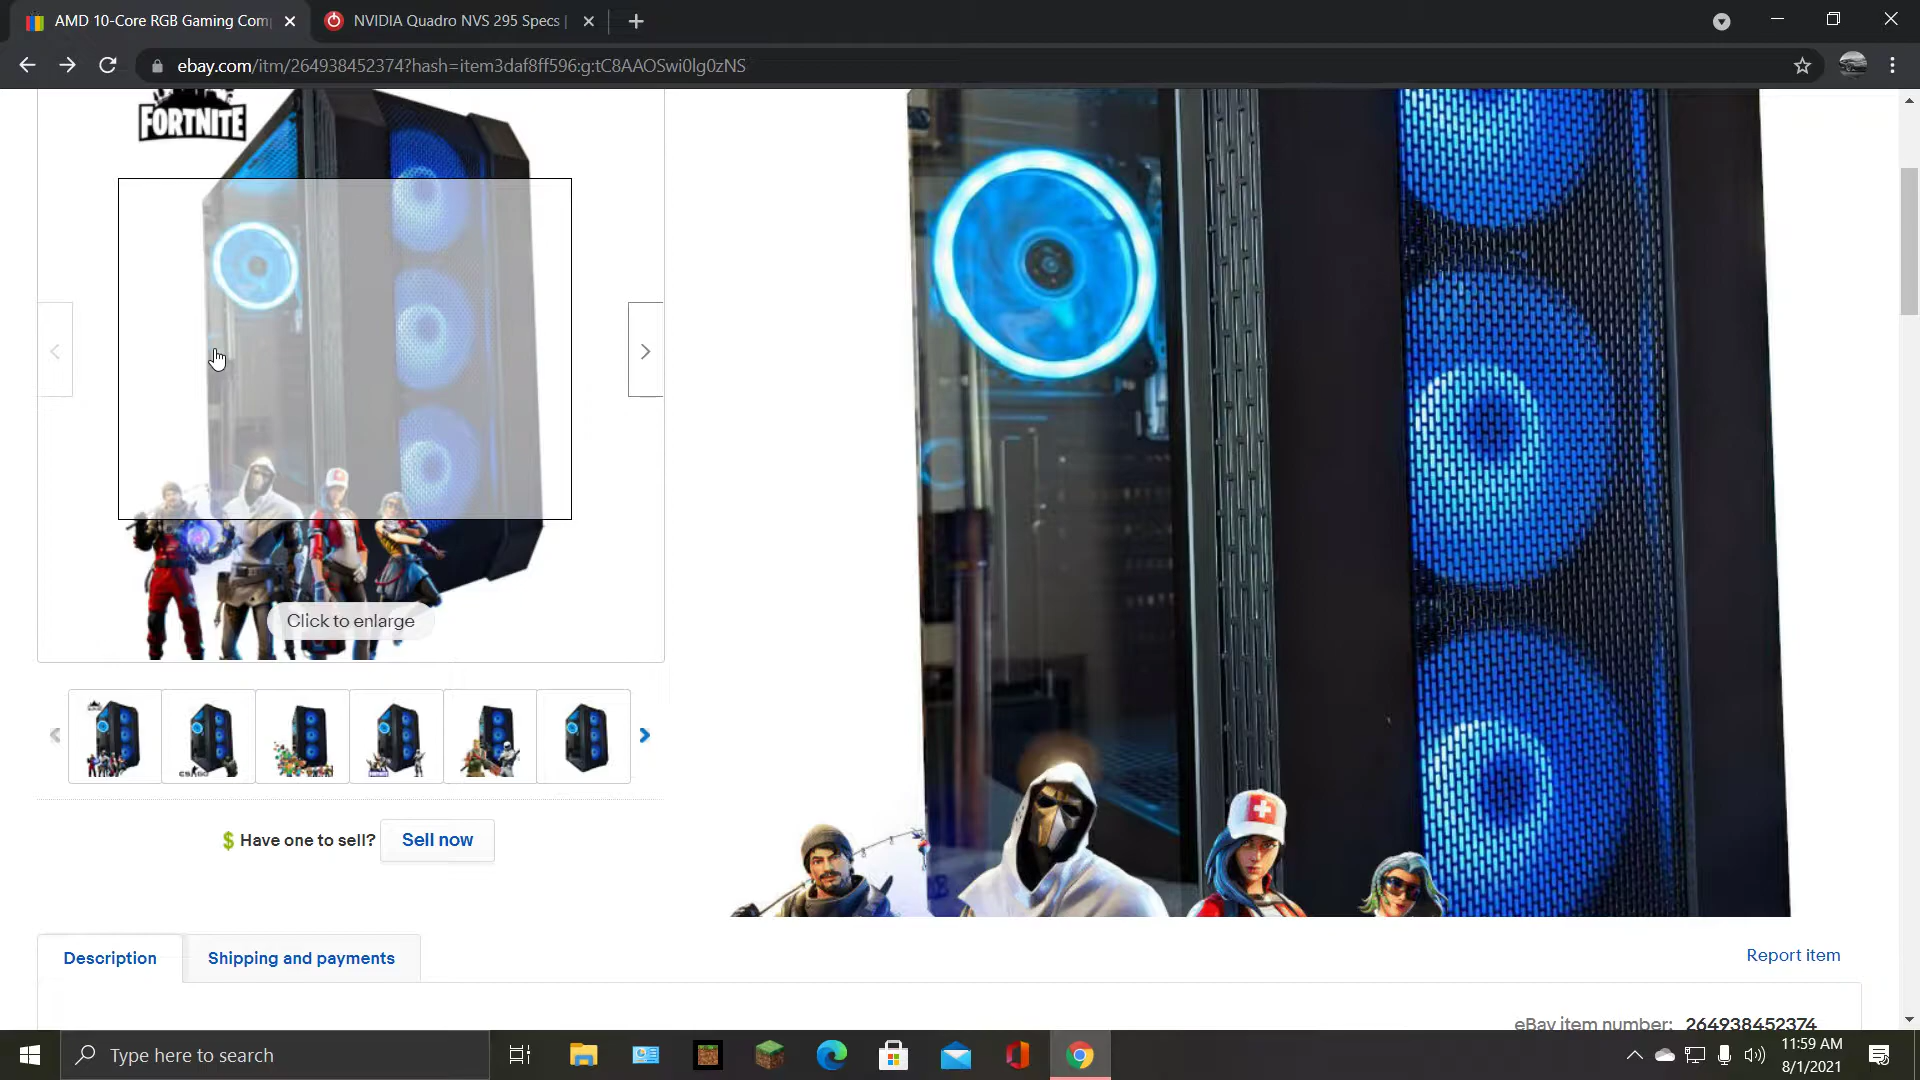 AMD 10-Core RGB Gaming Com
NVIDIA Quadro NVS 295 Specs |
ebay.com/itm/264938452374?hash=item3daf8ff596:g:tC8AAOSwi0lg0zNS
FORTNITE
Click to enlarge
Have one to sell? Sell now
Description
Shipping and payments
Report item
eBay item number: 264938452374
Type here to search
11:59 AM
8/1/2021